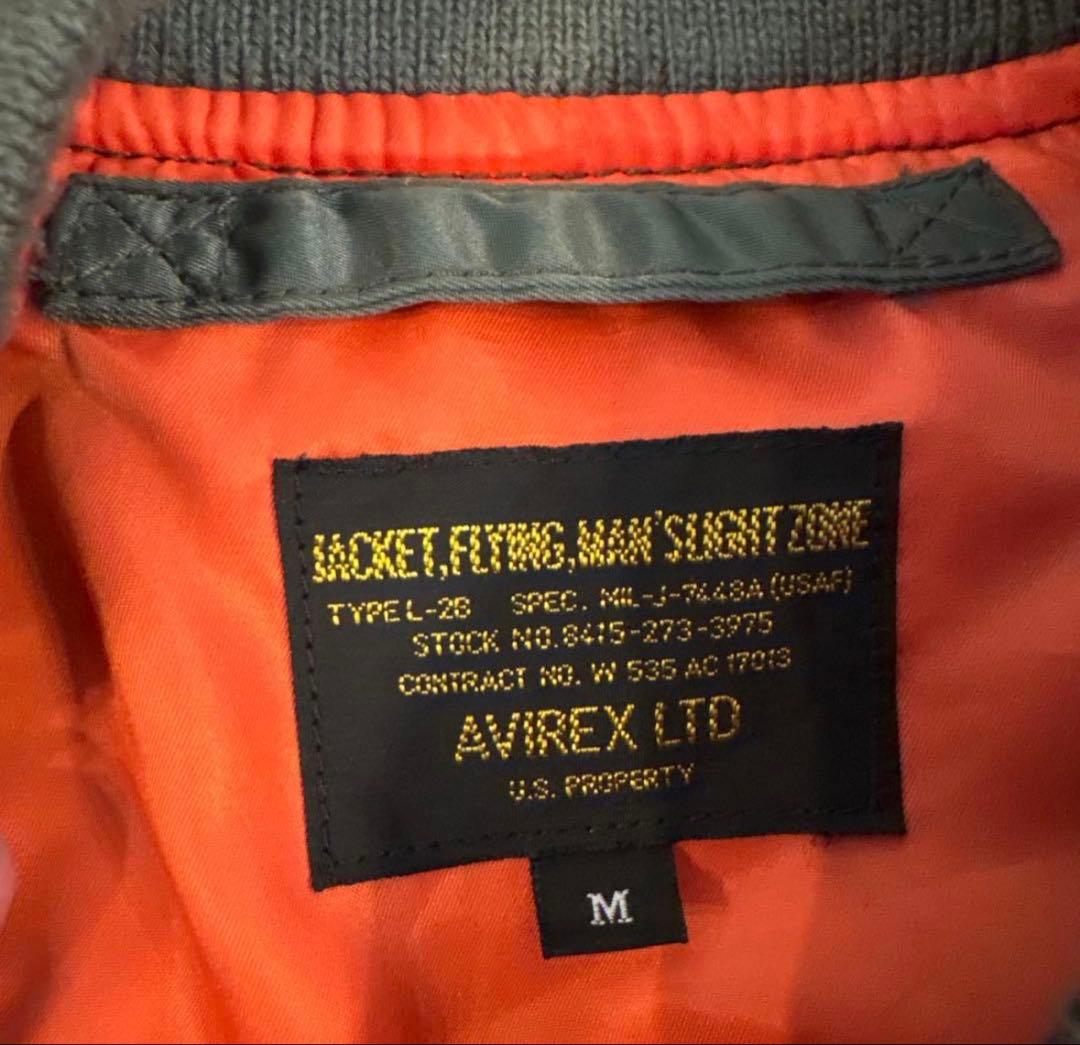 JACKET, FLYING, MAN'S LIGHT ZONE
TYPE L-2B SPEC. MIL-J-7448A (USAF)
STOCK NO. 8415-273-3975
CONTRACT NO. W 535 AC 17013
AVIREX LTD
U.S. PROPERTY
M